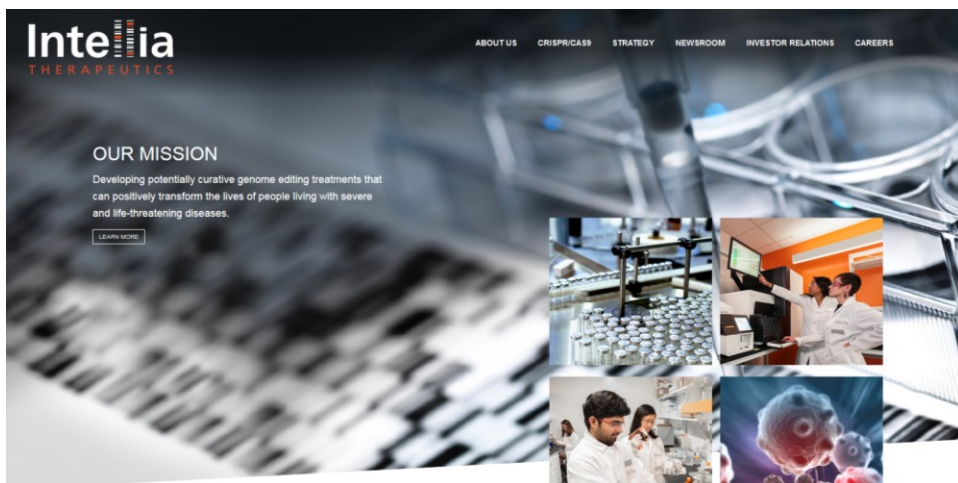 Intellia
THERAPEUTICS
ABOUT US CRISPR/CAS9 STRATEGY NEWSROOM INVESTOR RELATIONS CAREERS
OUR MISSION
Developing potentially curative genome editing treatments that
can positively transform the lives of people living with severe
and life-threatening diseases.
LEARN MORE